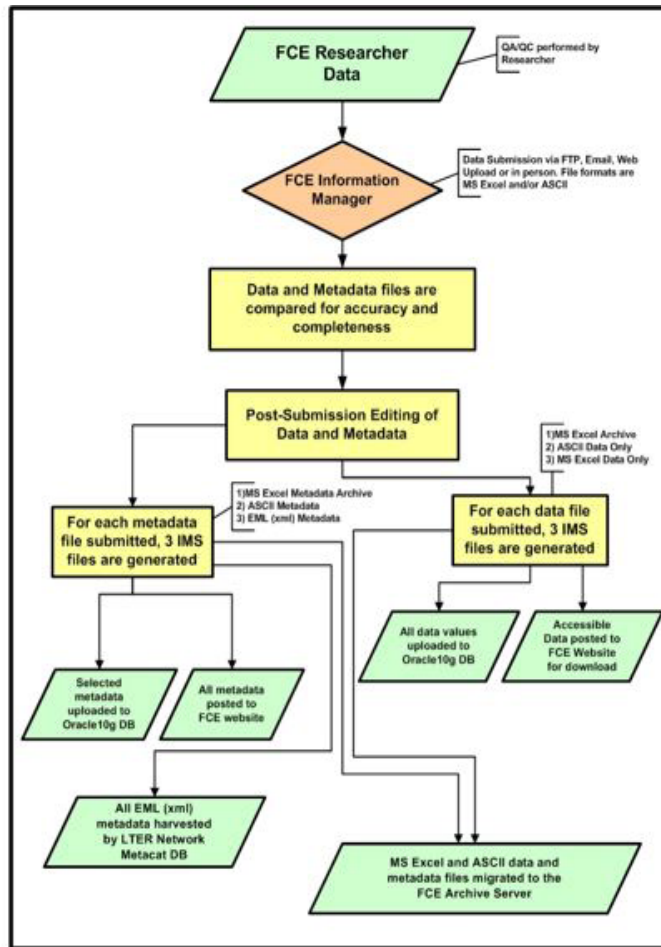 FCE Researcher
Data
QA/QC performed by
Researcher
FCE Information
Manager
Data Submission via FTP, Email, Web
Upload or in person. File formats are
MS Excel and/or ASCII
Data and Metadata files are
compared for accuracy and
completeness
Post-Submission Editing of
Data and Metadata
1)MS Excel Archive
2) ASCII Data Only
3) MS Excel Data Only
1)MS Excel Metadata Archive
2) ASCII Metadata
3) EML (xml) Metadata
For each metadata
file submitted, 3 IMS
files are generated
For each data file
submitted, 3 IMS
files are generated
Selected
metadata
uploaded to
Oracle10g DB
All metadata
posted to
FCE website
All data values
uploaded to
Oracle10g DB
Accessible
Data posted to
FCE Website
for download
All EML (xml)
metadata harvested
by LTER Network
Metacat DB
MS Excel and ASCII data and
metadata files migrated to the
FCE Archive Server